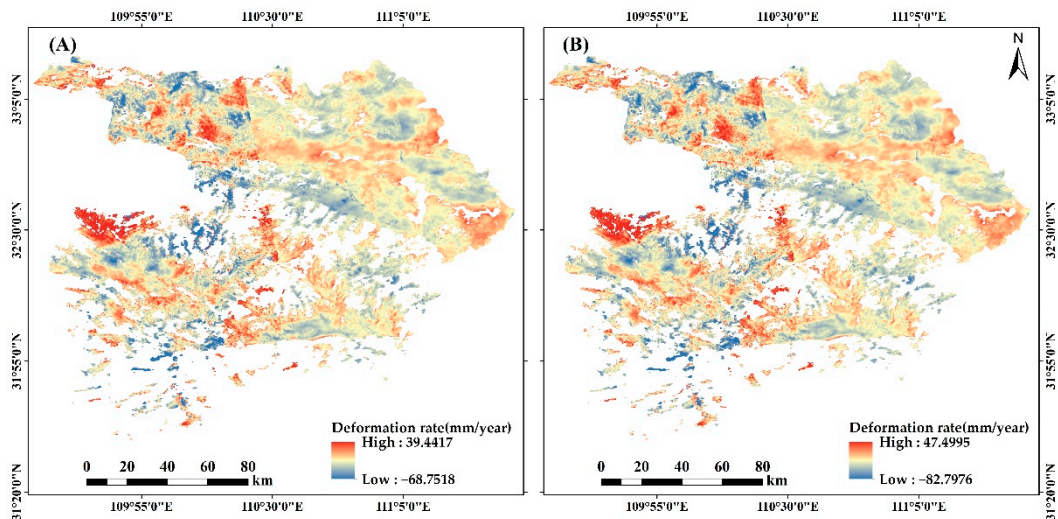 109°55'0"E 110°30'0"E 111°5'0"E 109°55'0"E 110°30'0"E 111°5'0"E
(A) (B) N
33°5'0"N 33°5'0"N
32°30'0"N 32°30'0"N
31°55'0"N 31°55'0"N
31°20'0"N 31°20'0"N
Deformation rate(mm/year)
High : 39.4417
Low : −68.7518
0 20 40 60 80
km
Deformation rate(mm/year)
High : 47.4995
Low : −82.7976
0 20 40 60 80
km
109°55'0"E 110°30'0"E 111°5'0"E 109°55'0"E 110°30'0"E 111°5'0"E